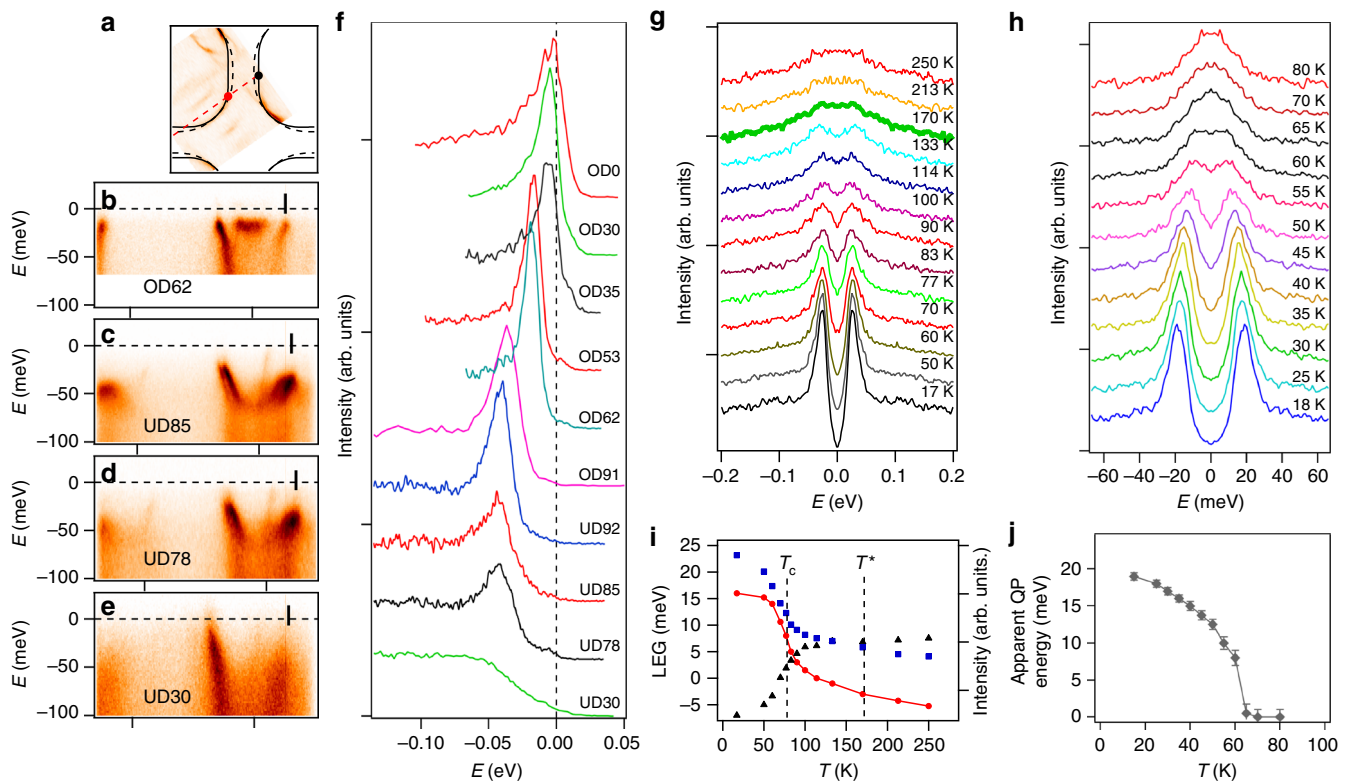 a
b
E (meV)
0
−50
−100
OD62
c
E (meV)
0
−50
−100
UD85
d
E (meV)
0
−50
−100
UD78
e
E (meV)
0
−50
−100
UD30
f
Intensity (arb. units)
OD0
OD30
OD35
OD53
OD62
OD91
UD92
UD85
UD78
UD30
−0.10 −0.05 0.00 0.05
E (eV)
g
Intensity (arb. units)
250 K
213 K
170 K
133 K
114 K
100 K
90 K
83 K
77 K
70 K
60 K
50 K
17 K
−0.2 −0.1 0.0 0.1 0.2
E (eV)
h
Intensity (arb. units)
80 K
70 K
65 K
60 K
55 K
50 K
45 K
40 K
35 K
30 K
25 K
18 K
−60 −40 −20 0 20 40 60
E (meV)
i
LEG (meV)
25
20
15
10
5
0
−5
Tc
T*
Intensity (arb. units.)
0 50 100 150 200 250
T (K)
j
Apparent QP
energy (meV)
20
15
10
5
0
0 20 40 60 80 100
T (K)